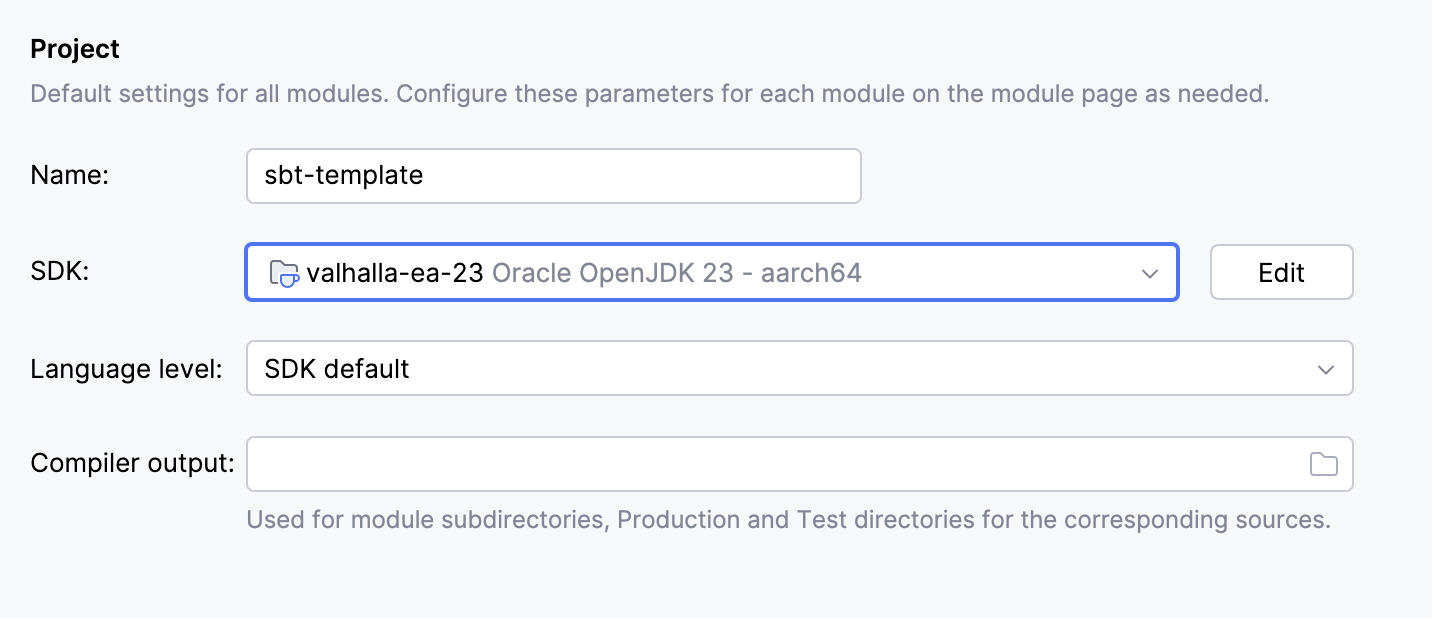 Project
Default settings for all modules. Configure these parameters for each module on the module page as needed.
Name: sbt-template
SDK: valhalla-ea-23 Oracle OpenJDK 23 - aarch64 Edit
Language level: SDK default
Compiler output:
Used for module subdirectories, Production and Test directories for the corresponding sources.